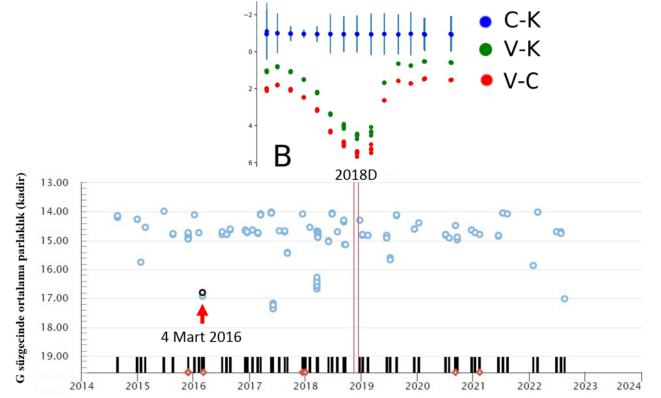 −2
0
2
4
6
C-K
V-K
V-C
B
2018D
G süzgecinde ortalama parlaklık (kadir)
13.00
14.00
15.00
16.00
17.00
18.00
19.00
4 Mart 2016
2014 2015 2016 2017 2018 2019 2020 2021 2022 2023 2024